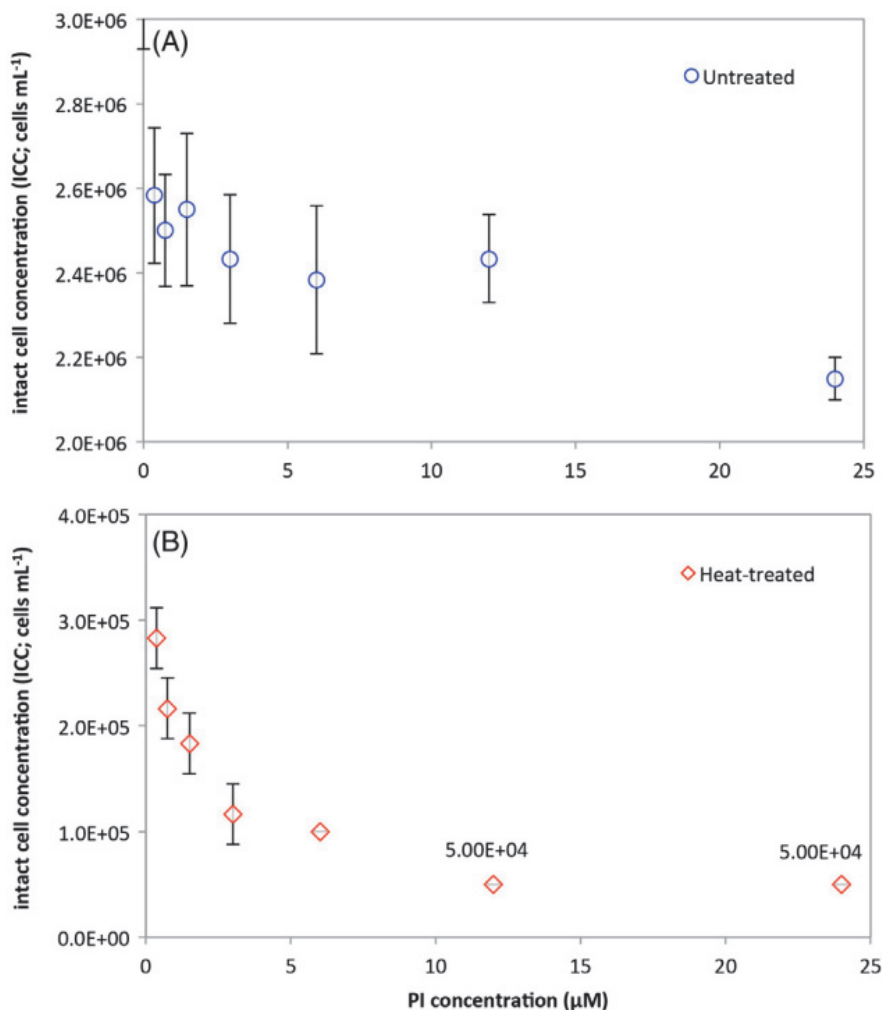 (A)
Untreated
intact cell concentration (ICC; cells mL-1)
3.0E+06
2.8E+06
2.6E+06
2.4E+06
2.2E+06
2.0E+06
0 5 10 15 20 25
(B)
Heat-treated
intact cell concentration (ICC; cells mL-1)
4.0E+05
3.0E+05
2.0E+05
1.0E+05
0.0E+00
5.00E+04
5.00E+04
0 5 10 15 20 25
PI concentration (μM)